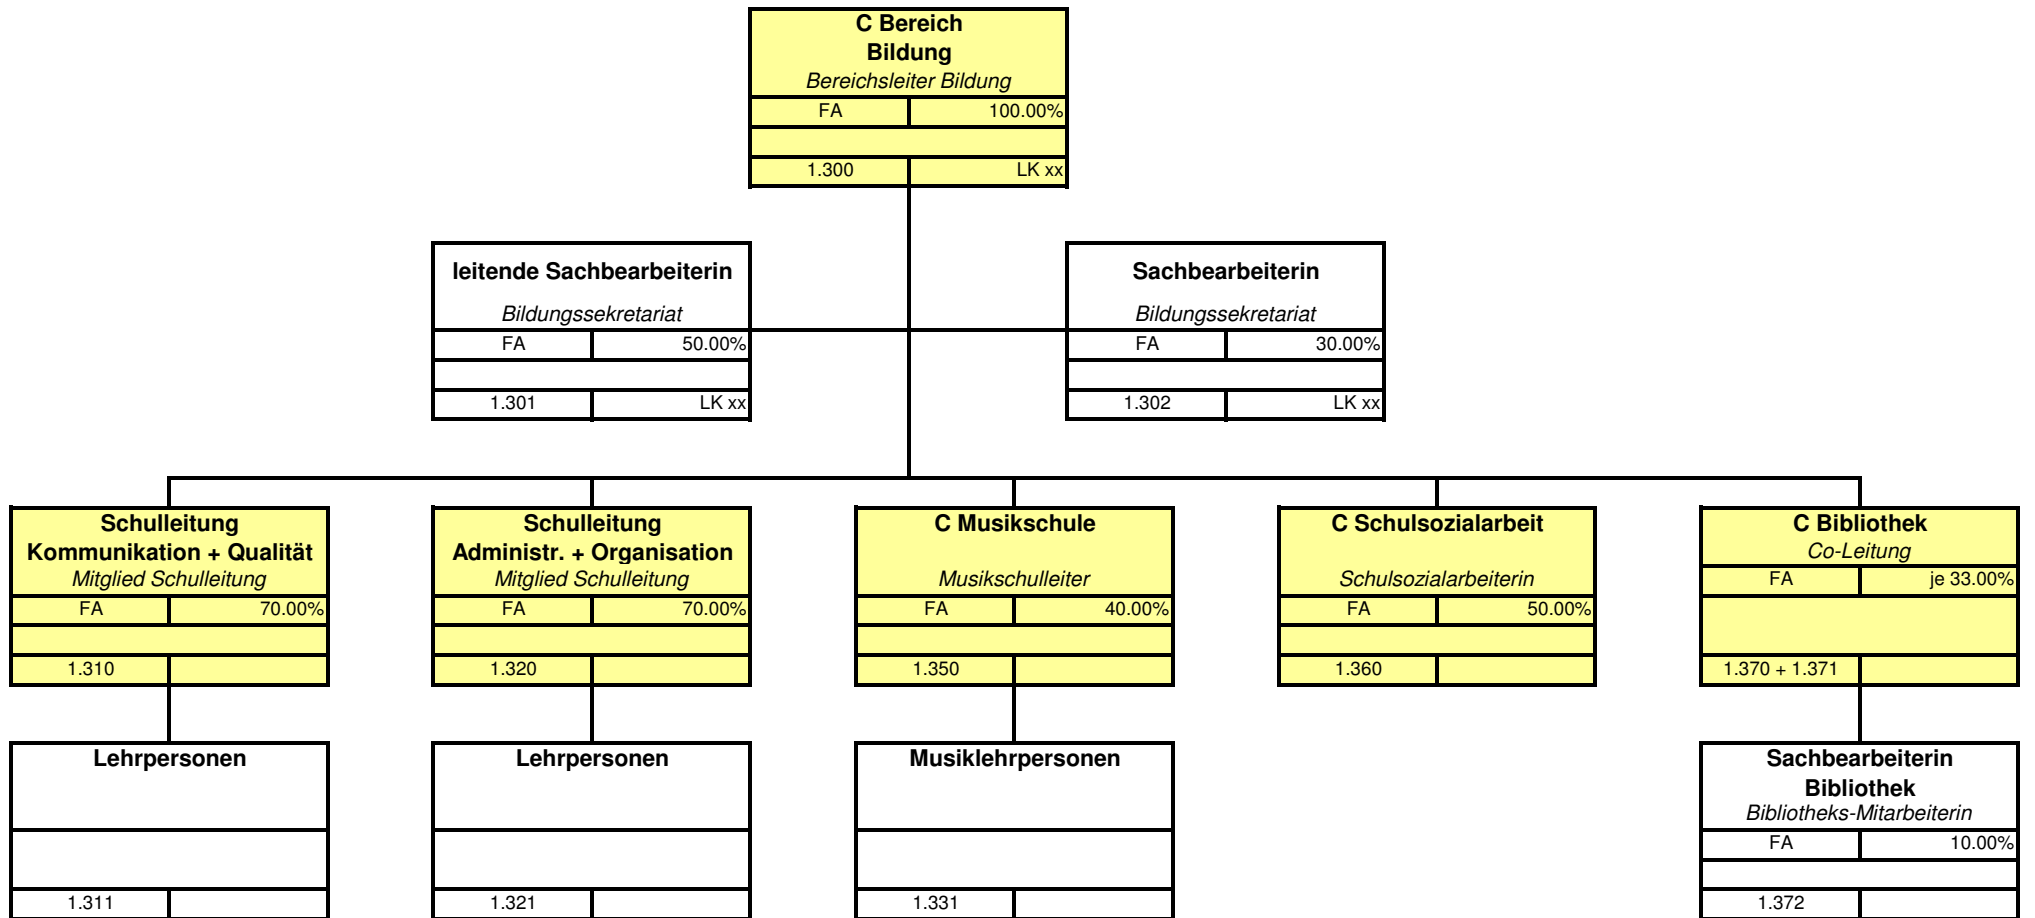 C Bereich
Bildung
Bereichsleiter Bildung
FA 100.00%
1.300 LK xx
leitende Sachbearbeiterin
Bildungssekretariat
FA 50.00%
1.301 LK xx
Sachbearbeiterin
Bildungssekretariat
FA 30.00%
1.302 LK xx
Schulleitung
Kommunikation + Qualität
Mitglied Schulleitung
FA 70.00%
1.310
Schulleitung
Administr. + Organisation
Mitglied Schulleitung
FA 70.00%
1.320
C Musikschule
Musikschulleiter
FA 40.00%
1.350
C Schulsozialarbeit
Schulsozialarbeiterin
FA 50.00%
1.360
C Bibliothek
Co-Leitung
FA je 33.00%
1.370 + 1.371
Lehrpersonen
1.311
Lehrpersonen
1.321
Musiklehrpersonen
1.331
Sachbearbeiterin
Bibliothek
Bibliotheks-Mitarbeiterin
FA 10.00%
1.372